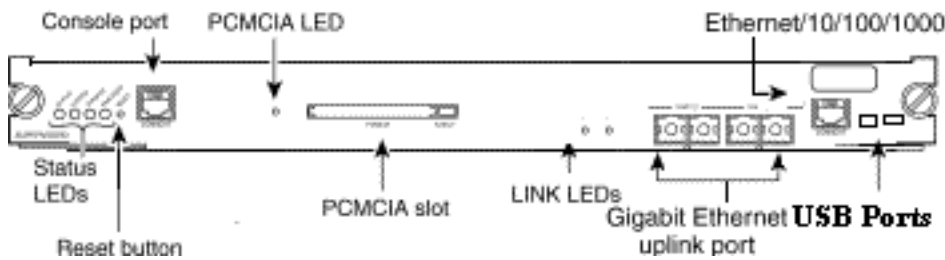 Console port
PCMCIA LED
Ethernet/10/100/1000
Status
LEDs
Reset button
PCMCIA slot
LINK LEDs
Gigabit Ethernet
uplink port
USB Ports